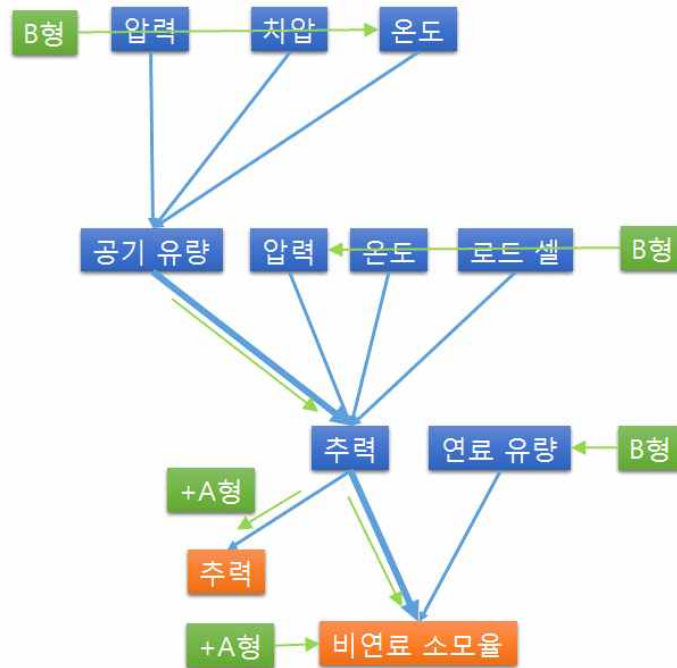 B형 압력 차압 온도
공기 유량 압력 온도 로드 셀 B형
추력 연료 유량 B형
+A형
추력
+A형 비연료 소모율